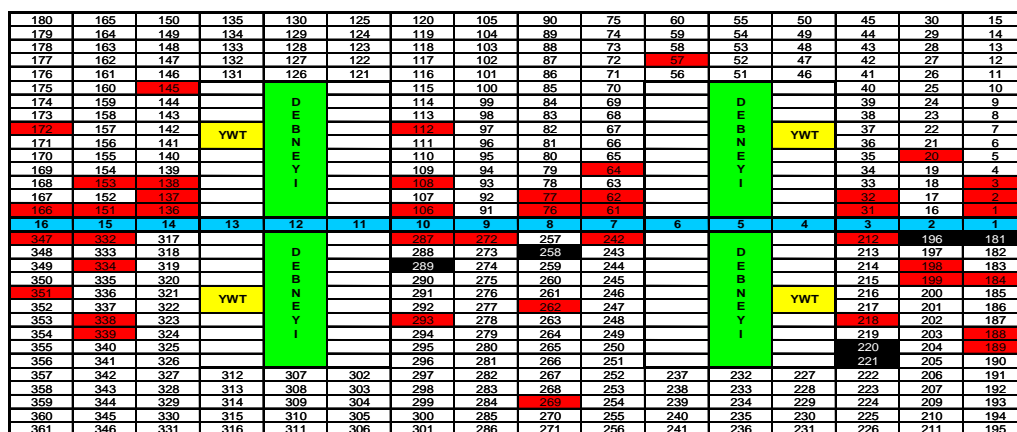 180 165 150 135 130 125 120 105 90 75 60 55 50 45 30 15
179 164 149 134 129 124 119 104 89 74 59 54 49 44 29 14
178 163 148 133 128 123 118 103 88 73 58 53 48 43 28 13
177 162 147 132 127 122 117 102 87 72 57 52 47 42 27 12
176 161 146 131 126 121 116 101 86 71 56 51 46 41 26 11
175 160 145 115 100 85 70 40 25 10
174 159 144 D 114 99 84 69 D 39 24 9
173 158 143 E 113 98 83 68 E 38 23 8
172 157 142 YWT B 112 97 82 67 B YWT 37 22 7
171 156 141 N 111 96 81 66 N 36 21 6
170 155 140 E 110 95 80 65 E 35 20 5
169 154 139 Y 109 94 79 64 Y 34 19 4
168 153 138 I 108 93 78 63 I 33 18 3
167 152 137 107 92 77 62 32 17 2
166 151 136 106 91 76 61 31 16 1
16 15 14 13 12 11 10 9 8 7 6 5 4 3 2 1
347 332 317 287 272 257 242 212 196 181
348 333 318 D 288 273 258 243 D 213 197 182
349 334 319 E 289 274 259 244 E 214 198 183
350 335 320 B 290 275 260 245 B 215 199 184
351 336 321 YWT N 291 276 261 246 N YWT 216 200 185
352 337 322 E 292 277 262 247 E 217 201 186
353 338 323 Y 293 278 263 248 Y 218 202 187
354 339 324 I 294 279 264 249 I 219 203 188
355 340 325 295 280 265 250 220 204 189
356 341 326 296 281 266 251 221 205 190
357 342 327 312 307 302 297 282 267 252 237 232 227 222 206 191
358 343 328 313 308 303 298 283 268 253 238 233 228 223 207 192
359 344 329 314 309 304 299 284 269 254 239 234 229 224 209 193
360 345 330 315 310 305 300 285 270 255 240 235 230 225 210 194
361 346 331 316 311 306 301 286 271 256 241 236 231 226 211 195